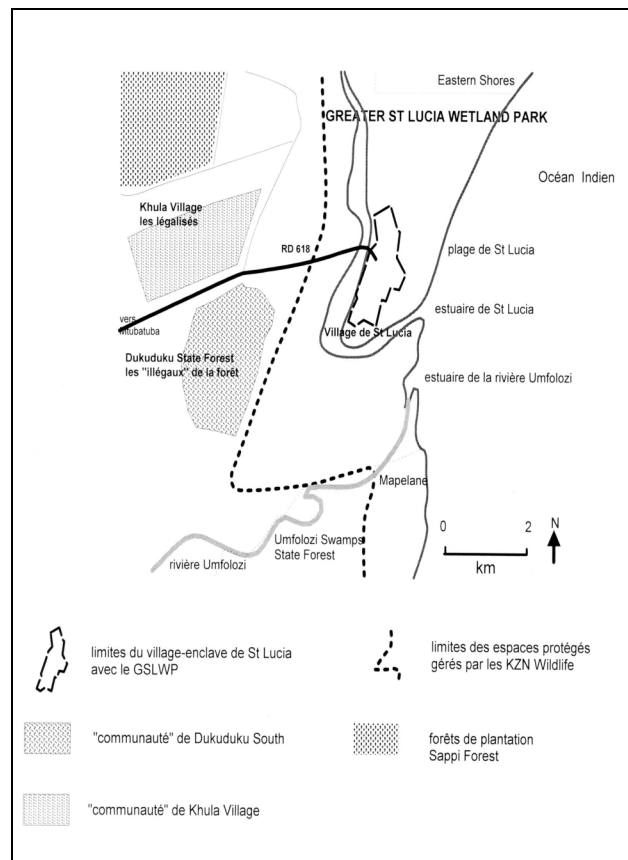 Eastern Shores
GREATER ST LUCIA WETLAND PARK
Océan Indien
Khula Village
les légalisés
RD 618
plage de St Lucia
vers
Mtubatuba
estuaire de St Lucia
Village de St Lucia
Dukuduku State Forest
les "illégaux" de la forêt
estuaire de la rivière Umfolozi
Mapelane
0 2
N
km
Umfolozi Swamps
State Forest
rivière Umfolozi
limites du village-enclave de St Lucia
avec le GSLWP
limites des espaces protégés
gérés par les KZN Wildlife
"communauté" de Dukuduku South
forêts de plantation
Sappi Forest
"communauté" de Khula Village